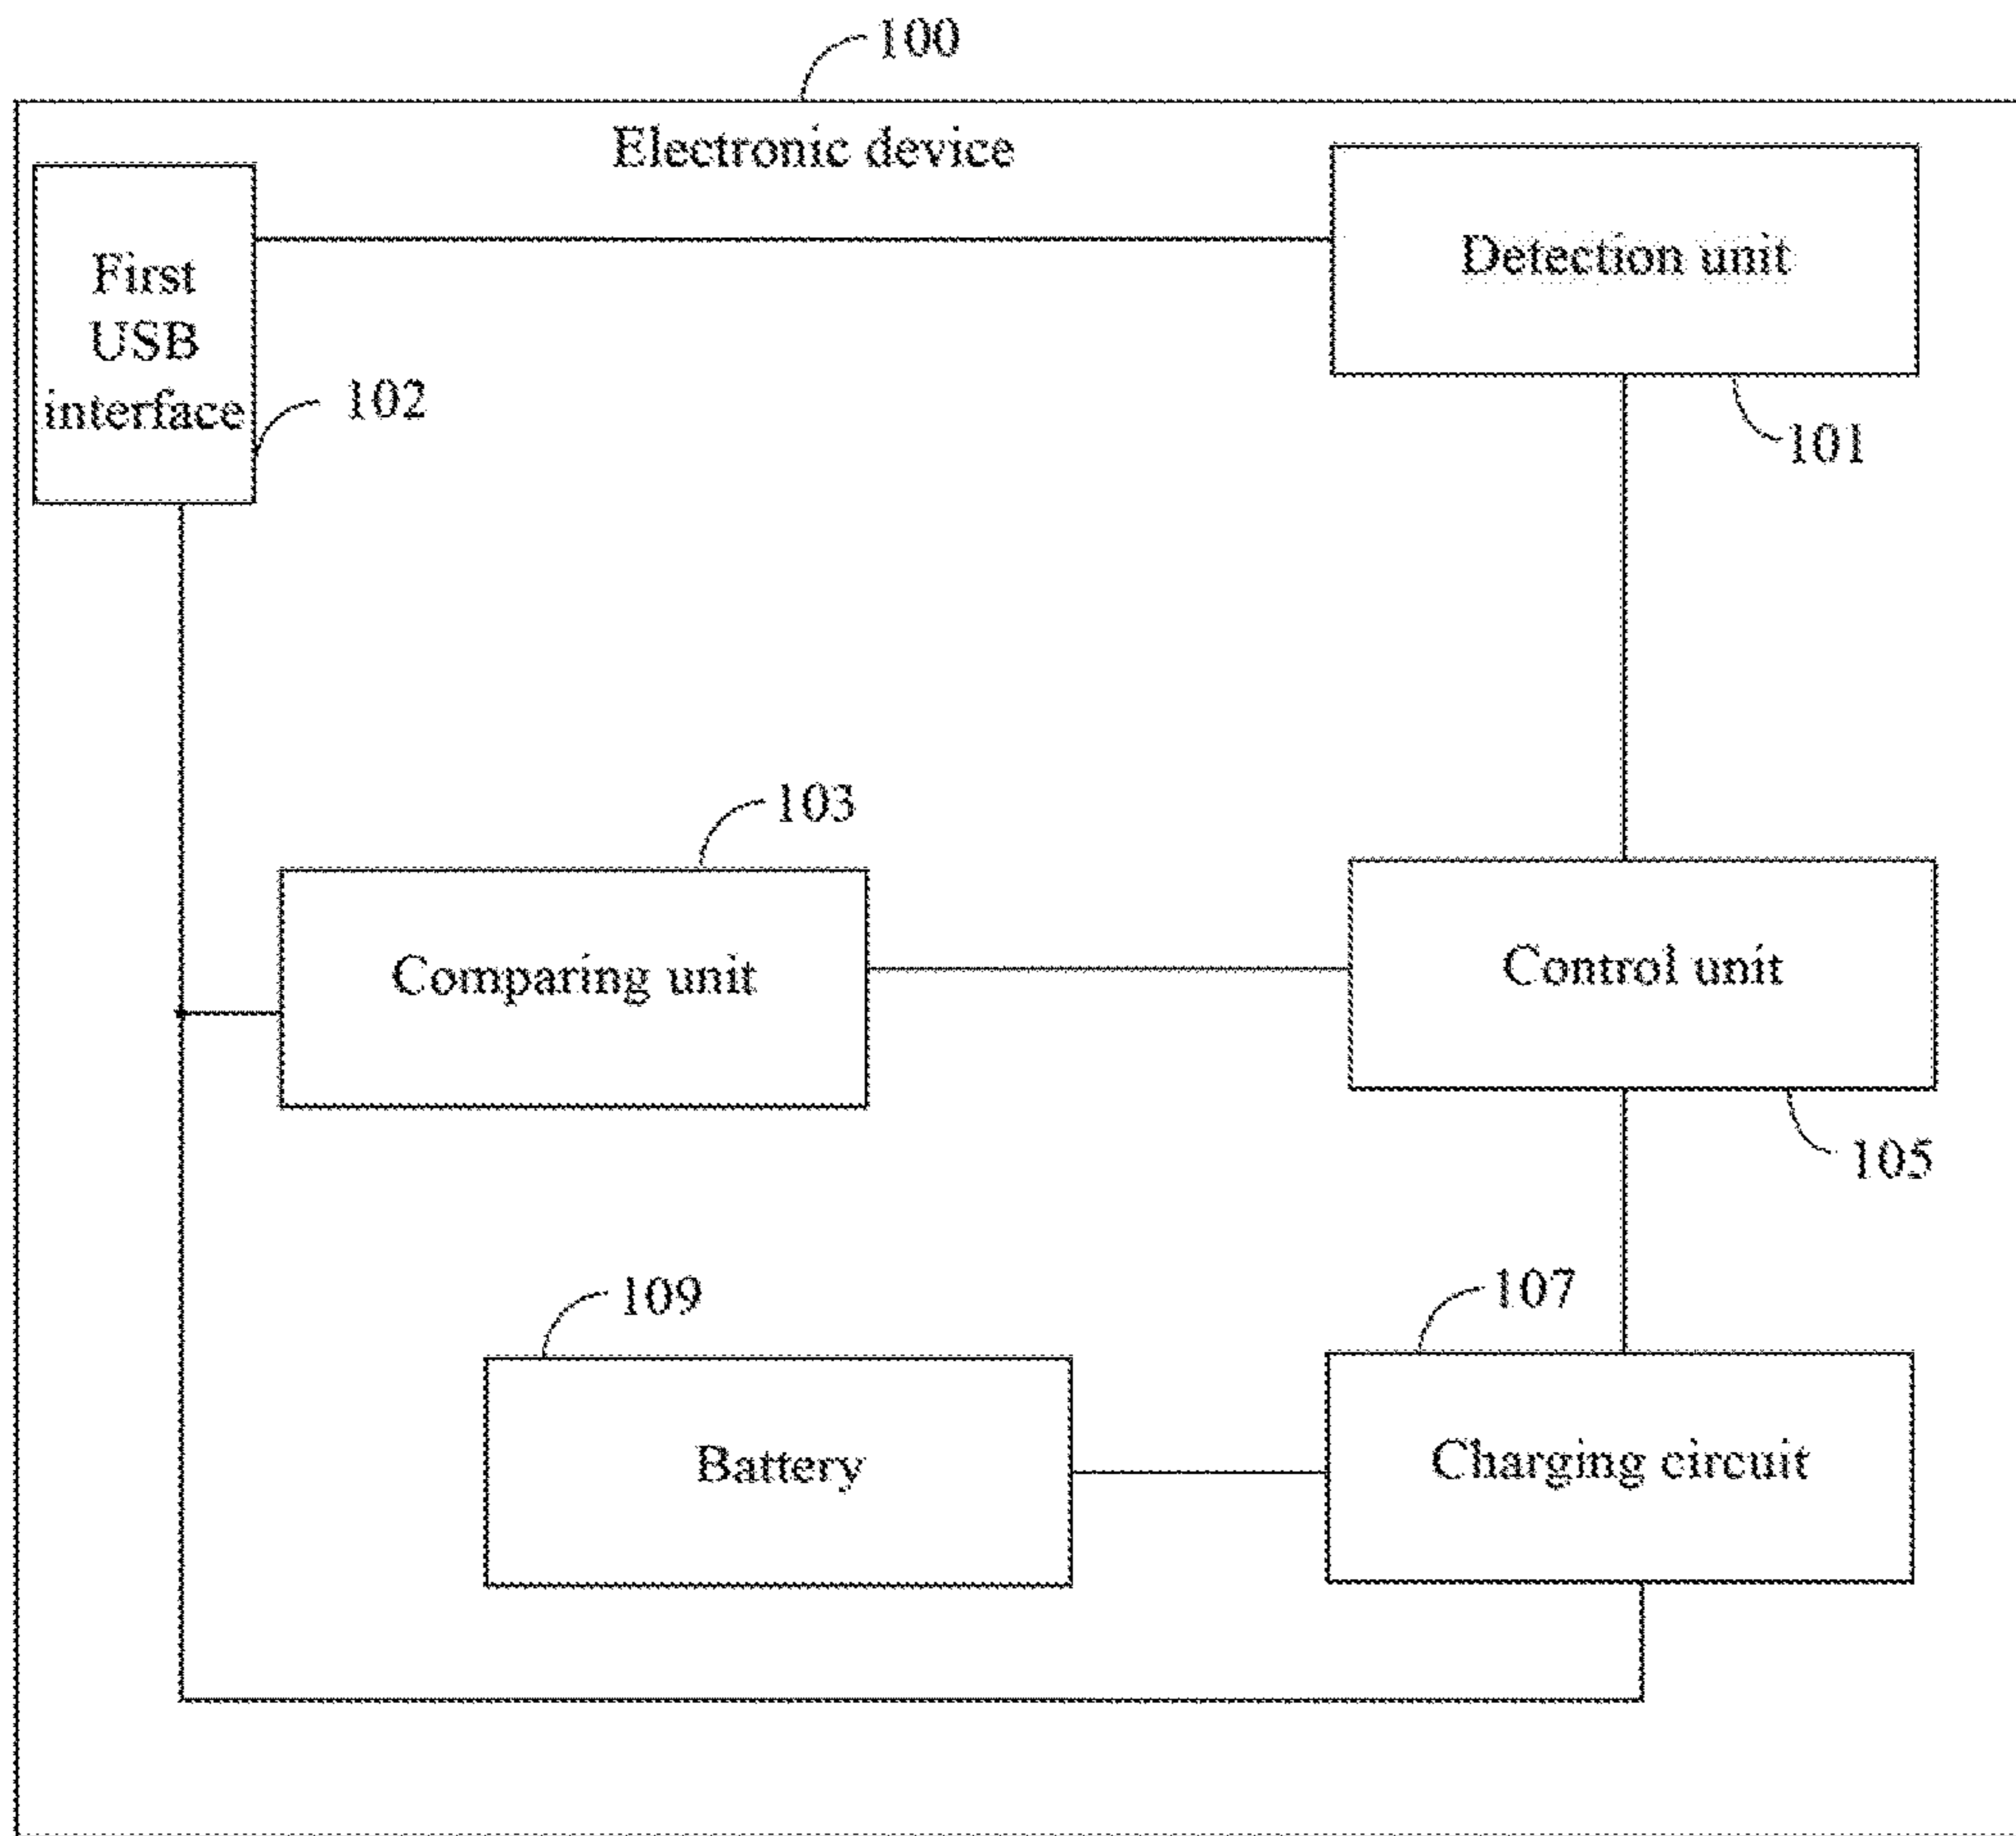 100
Electronic device
First
USB
interface
102
Detection unit
101
103
Comparing unit
Control unit
105
109
Battery
107
Charging circuit